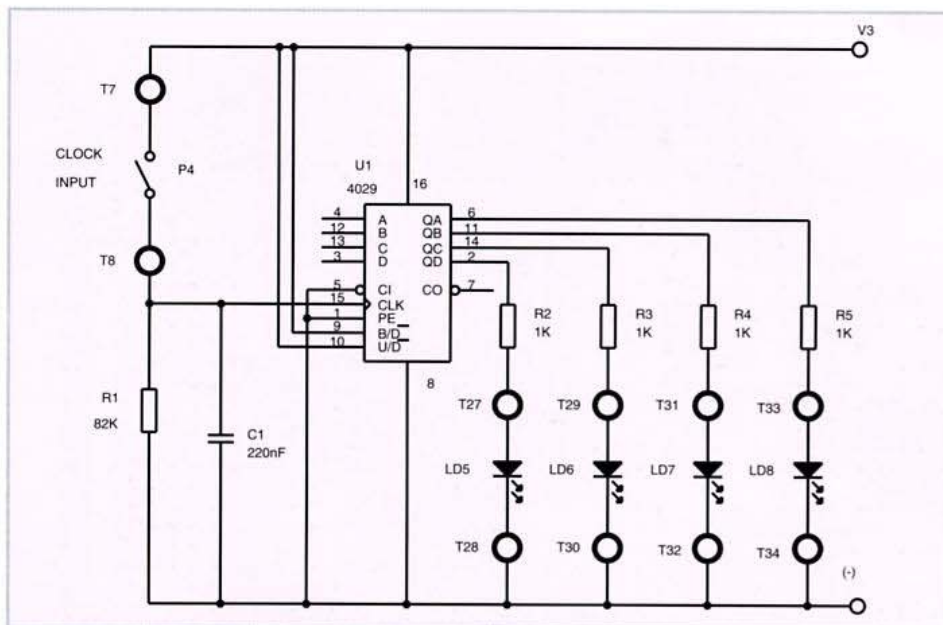 V3
T7
CLOCK
INPUT
P4
U1
4029
16
T8
4 A QA 6
12 B QB 11
13 C QC 14
3 D QD 2
5 CI CO 7
15 CLK
1 PE
9 B/D
10 U/D
8
R1
82K
C1
220nF
R2
1K
R3
1K
R4
1K
R5
1K
T27
T29
T31
T33
LD5
LD6
LD7
LD8
T28
T30
T32
T34
(-)